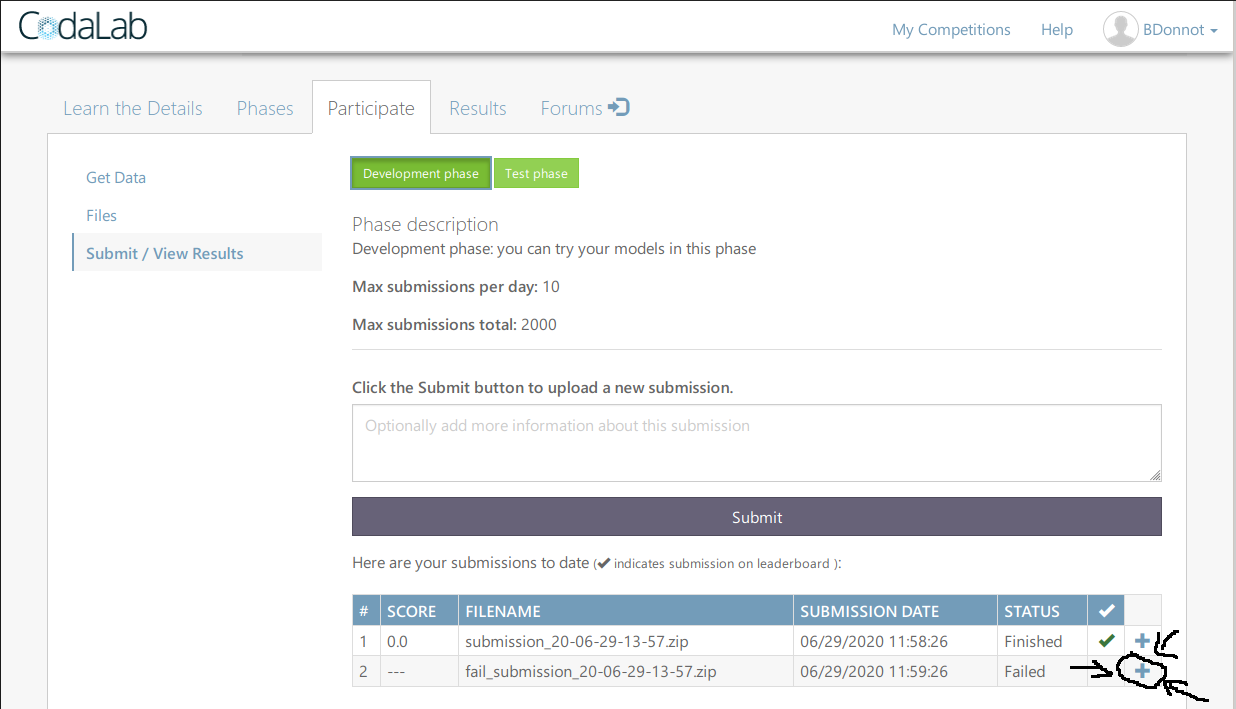 CodaLab
My Competitions Help BDonnot
Learn the Details Phases Participate Results Forums
Get Data
Files
Submit / View Results
Development phase Test phase
Phase description
Development phase: you can try your models in this phase
Max submissions per day: 10
Max submissions total: 2000
Click the Submit button to upload a new submission.
Optionally add more information about this submission
Submit
Here are your submissions to date (✔ indicates submission on leaderboard ):
# SCORE FILENAME SUBMISSION DATE STATUS ✔
1 0.0 submission_20-06-29-13-57.zip 06/29/2020 11:58:26 Finished ✔ +
2 --- fail_submission_20-06-29-13-57.zip 06/29/2020 11:59:26 Failed +